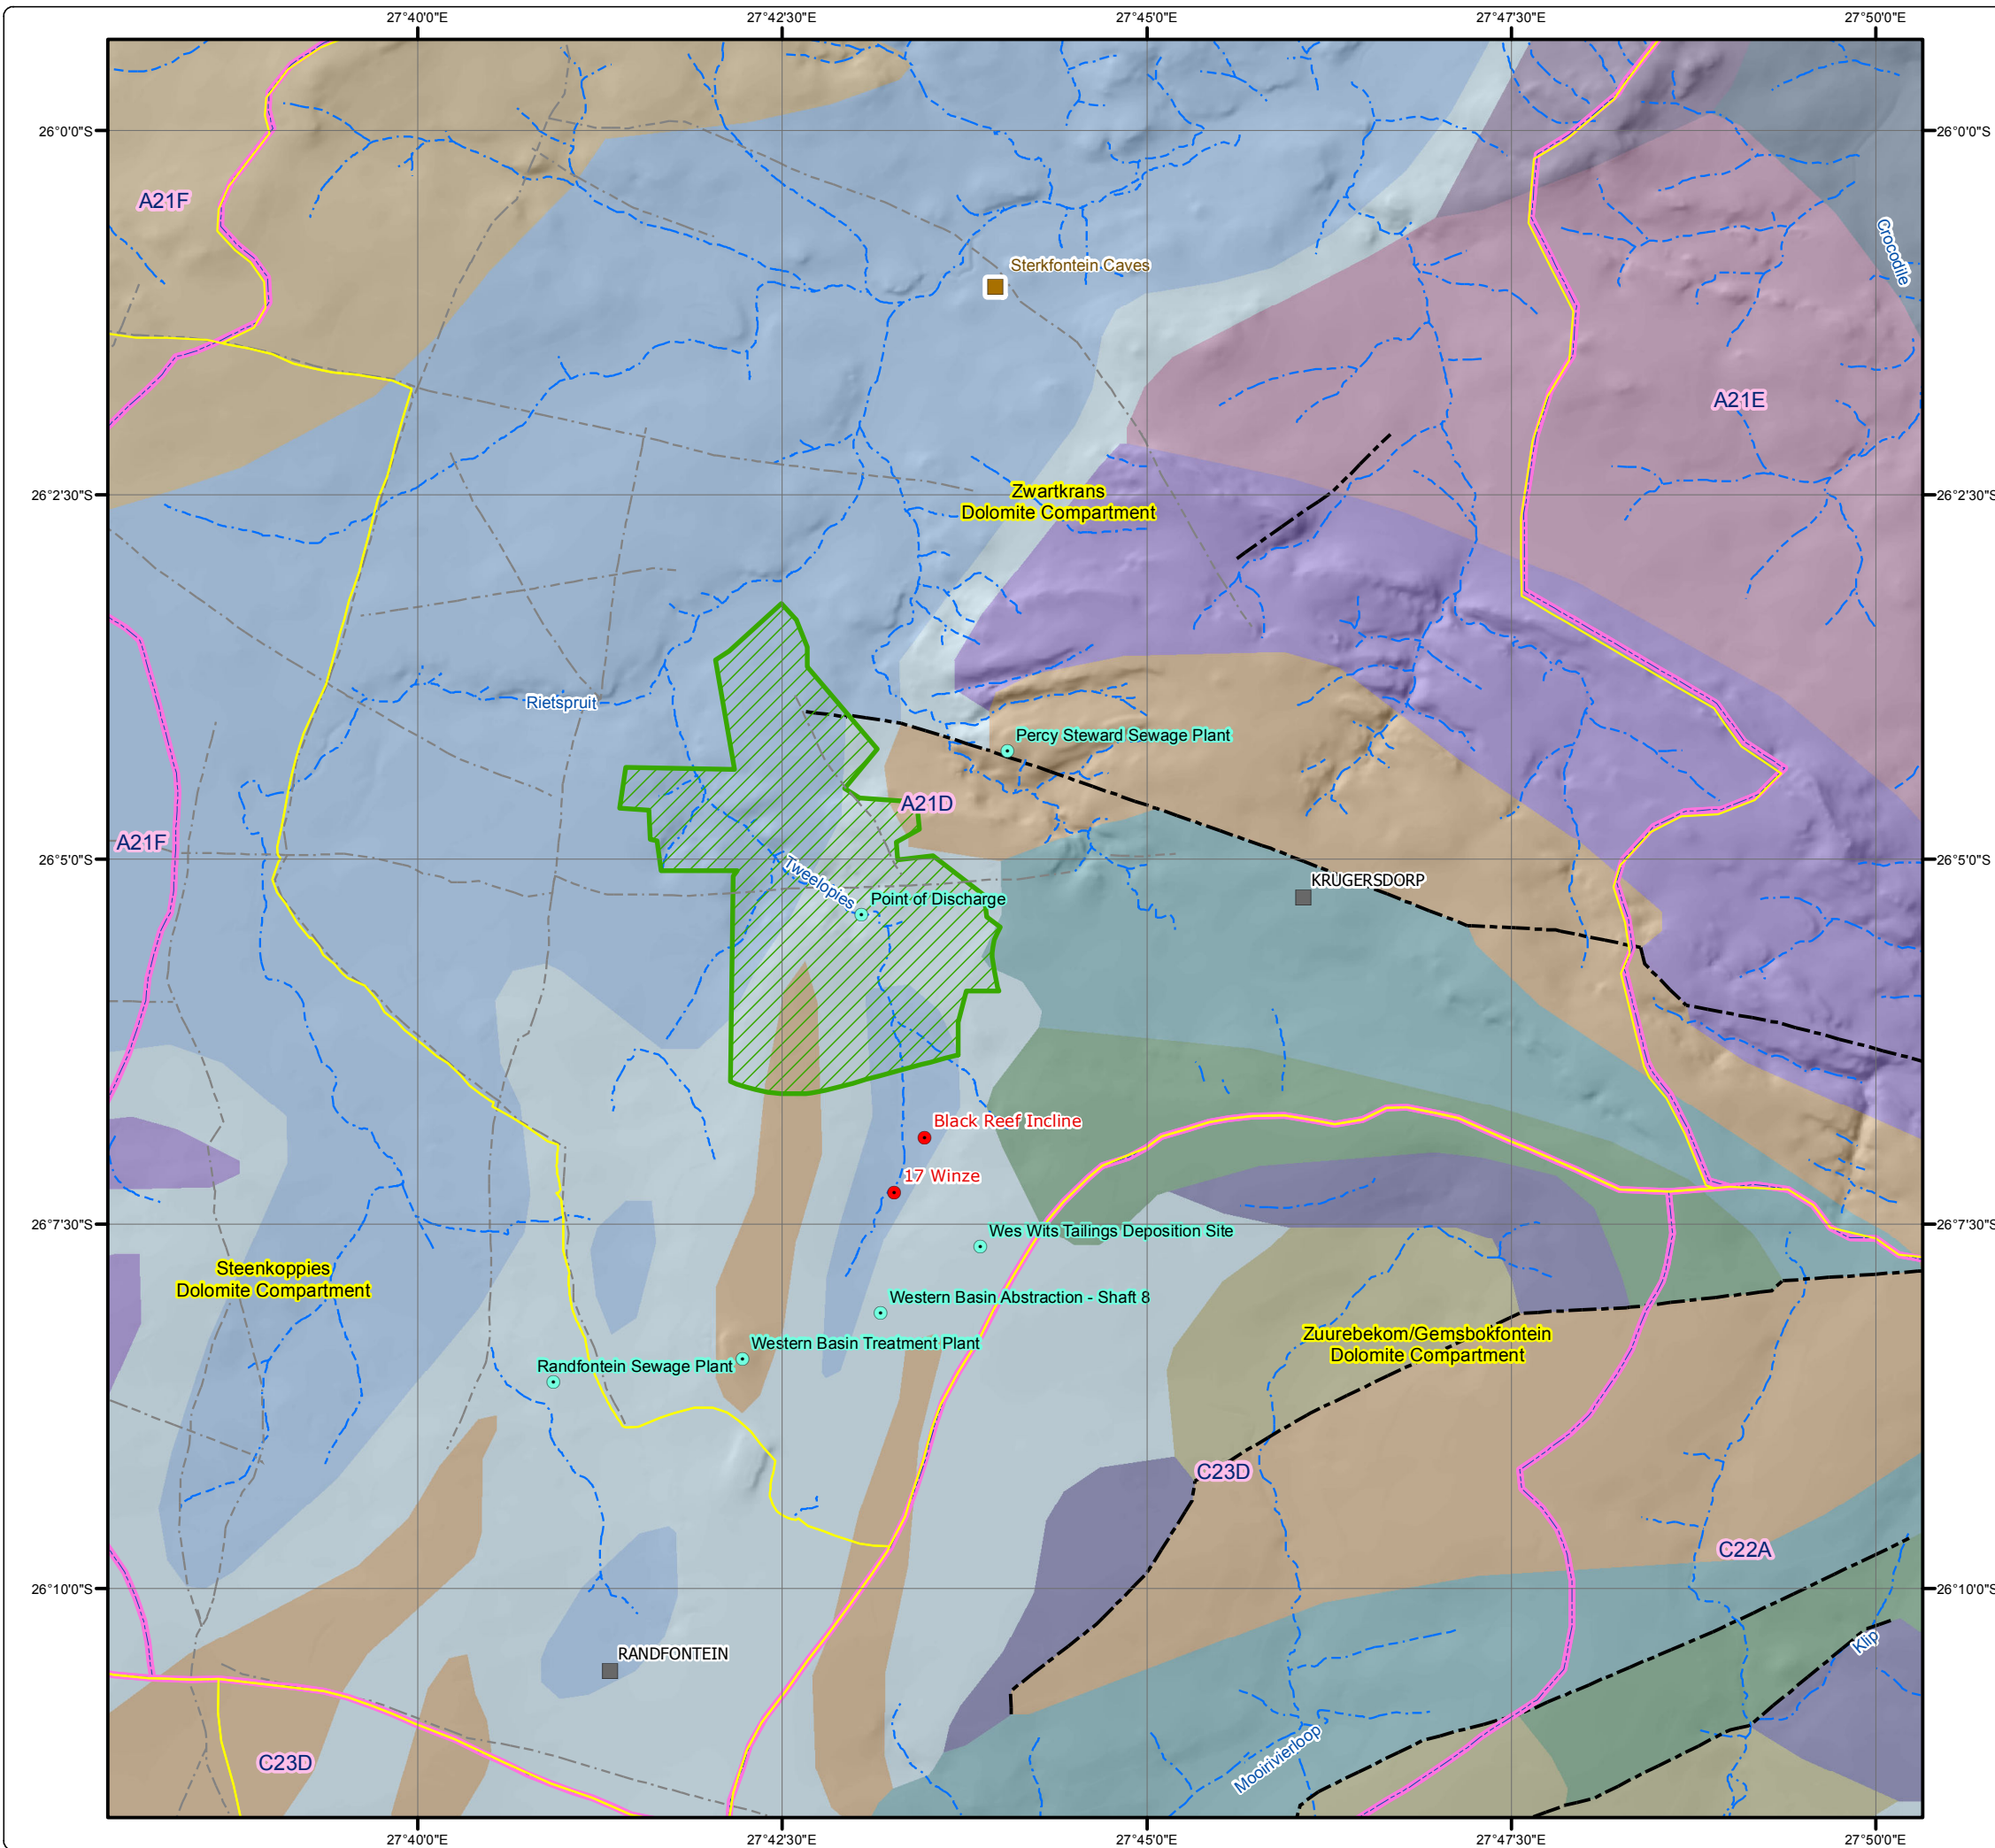 27°40'0"E
27°42'30"E
27°45'0"E
27°47'30"E
27°50'0"E
26°0'0"S
26°0'0"S
A21F
Crocodile
Sterkfontein Caves
A21E
26°2'30"S
26°2'30"S
Zwartkrans
Dolomite Compartment
Rietspruit
Percy Steward Sewage Plant
A21D
A21F
26°5'0"S
26°5'0"S
Tweelopies
KRUGERSDORP
Point of Discharge
Black Reef Incline
17 Winze
26°7'30"S
26°7'30"S
Wes Wits Tailings Deposition Site
Steenkoppies
Dolomite Compartment
Western Basin Abstraction - Shaft 8
Zuurebekom/Gemsbokfontein
Dolomite Compartment
Western Basin Treatment Plant
Randfontein Sewage Plant
C23D
C22A
26°10'0"S
26°10'0"S
Klip
RANDFONTEIN
C23D
Mooirivierloop
27°40'0"E
27°42'30"E
27°45'0"E
27°47'30"E
27°50'0"E